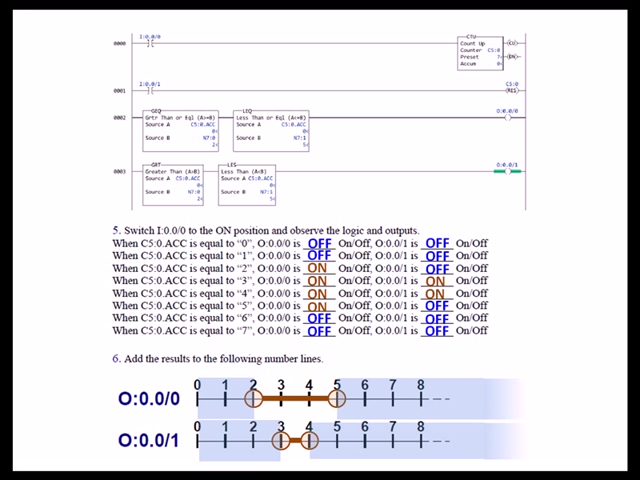 I:0.0/0
CTU
0000
Count Up
(CU)
Counter C5:0
Preset 7<
(DN)
Accum 0<
I:0.0/1
C5:0
0001
(RES)
GEQ
LEQ
O:0.0/0
0002
Grtr Than or Eql (A>=B)
Less Than or Eql (A<=B)
Source A C5:0.ACC
Source A C5:0.ACC
0<
0<
Source B N7:0
Source B N7:1
2<
5<
GRT
LES
O:0.0/1
0003
Greater Than (A>B)
Less Than (A<B)
Source A C5:0.ACC
Source A C5:0.ACC
0<
0<
Source B N7:0
Source B N7:1
2<
5<
5. Switch I:0.0/0 to the ON position and observe the logic and outputs.
When C5:0.ACC is equal to “0”, O:0.0/0 is OFF On/Off, O:0.0/1 is OFF On/Off
When C5:0.ACC is equal to “1”, O:0.0/0 is OFF On/Off, O:0.0/1 is OFF On/Off
When C5:0.ACC is equal to “2”, O:0.0/0 is ON On/Off, O:0.0/1 is OFF On/Off
When C5:0.ACC is equal to “3”, O:0.0/0 is ON On/Off, O:0.0/1 is ON On/Off
When C5:0.ACC is equal to “4”, O:0.0/0 is ON On/Off, O:0.0/1 is ON On/Off
When C5:0.ACC is equal to “5”, O:0.0/0 is ON On/Off, O:0.0/1 is OFF On/Off
When C5:0.ACC is equal to “6”, O:0.0/0 is OFF On/Off, O:0.0/1 is OFF On/Off
When C5:0.ACC is equal to “7”, O:0.0/0 is OFF On/Off, O:0.0/1 is OFF On/Off
6. Add the results to the following number lines.
0 1 2 3 4 5 6 7 8
O:0.0/0
0 1 2 3 4 5 6 7 8
O:0.0/1